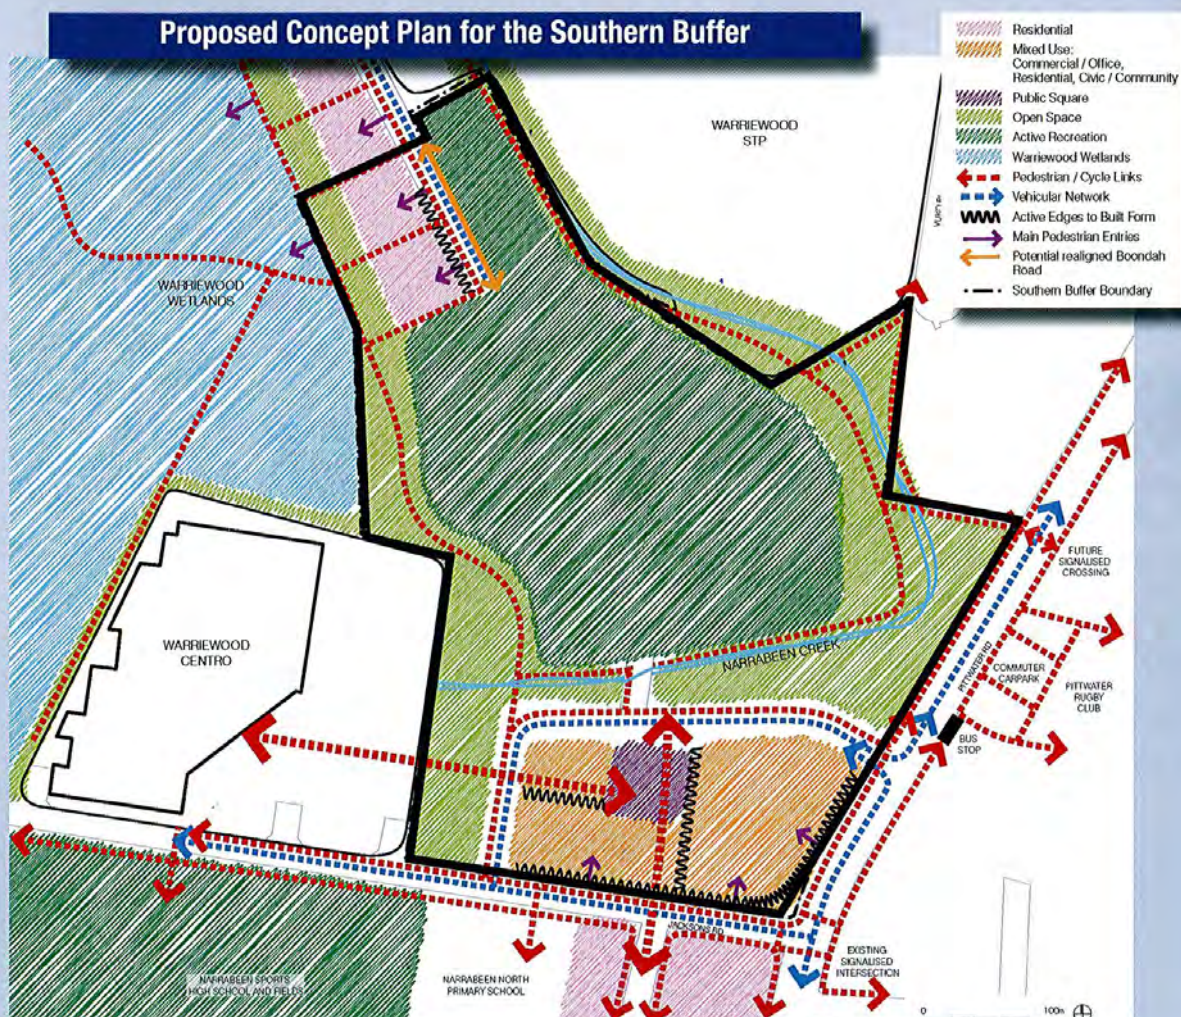 Proposed Concept Plan for the Southern Buffer
Residential
Mixed Use:
Commercial / Office,
Residential, Civic / Community
Public Square
Open Space
Active Recreation
Warriewood Wetlands
Pedestrian / Cycle Links
Vehicular Network
Active Edges to Built Form
Main Pedestrian Entries
Potential realigned Boondah
Road
Southern Buffer Boundary
WARRIEWOOD
STP
WARRIEWOOD
WETLANDS
WARRIEWOOD
CENTRO
NARRABEEN CREEK
FUTURE
SIGNALISED
CROSSING
PITTWATER RD
COMMUTER
CARPARK
PITTWATER
RUGBY
CLUB
BUS
STOP
JACKSONS RD
EXISTING
SIGNALISED
INTERSECTION
NARRABEEN SPORTS
HIGH SCHOOL AND FIELDS
NARRABEEN NORTH
PRIMARY SCHOOL
0 100m